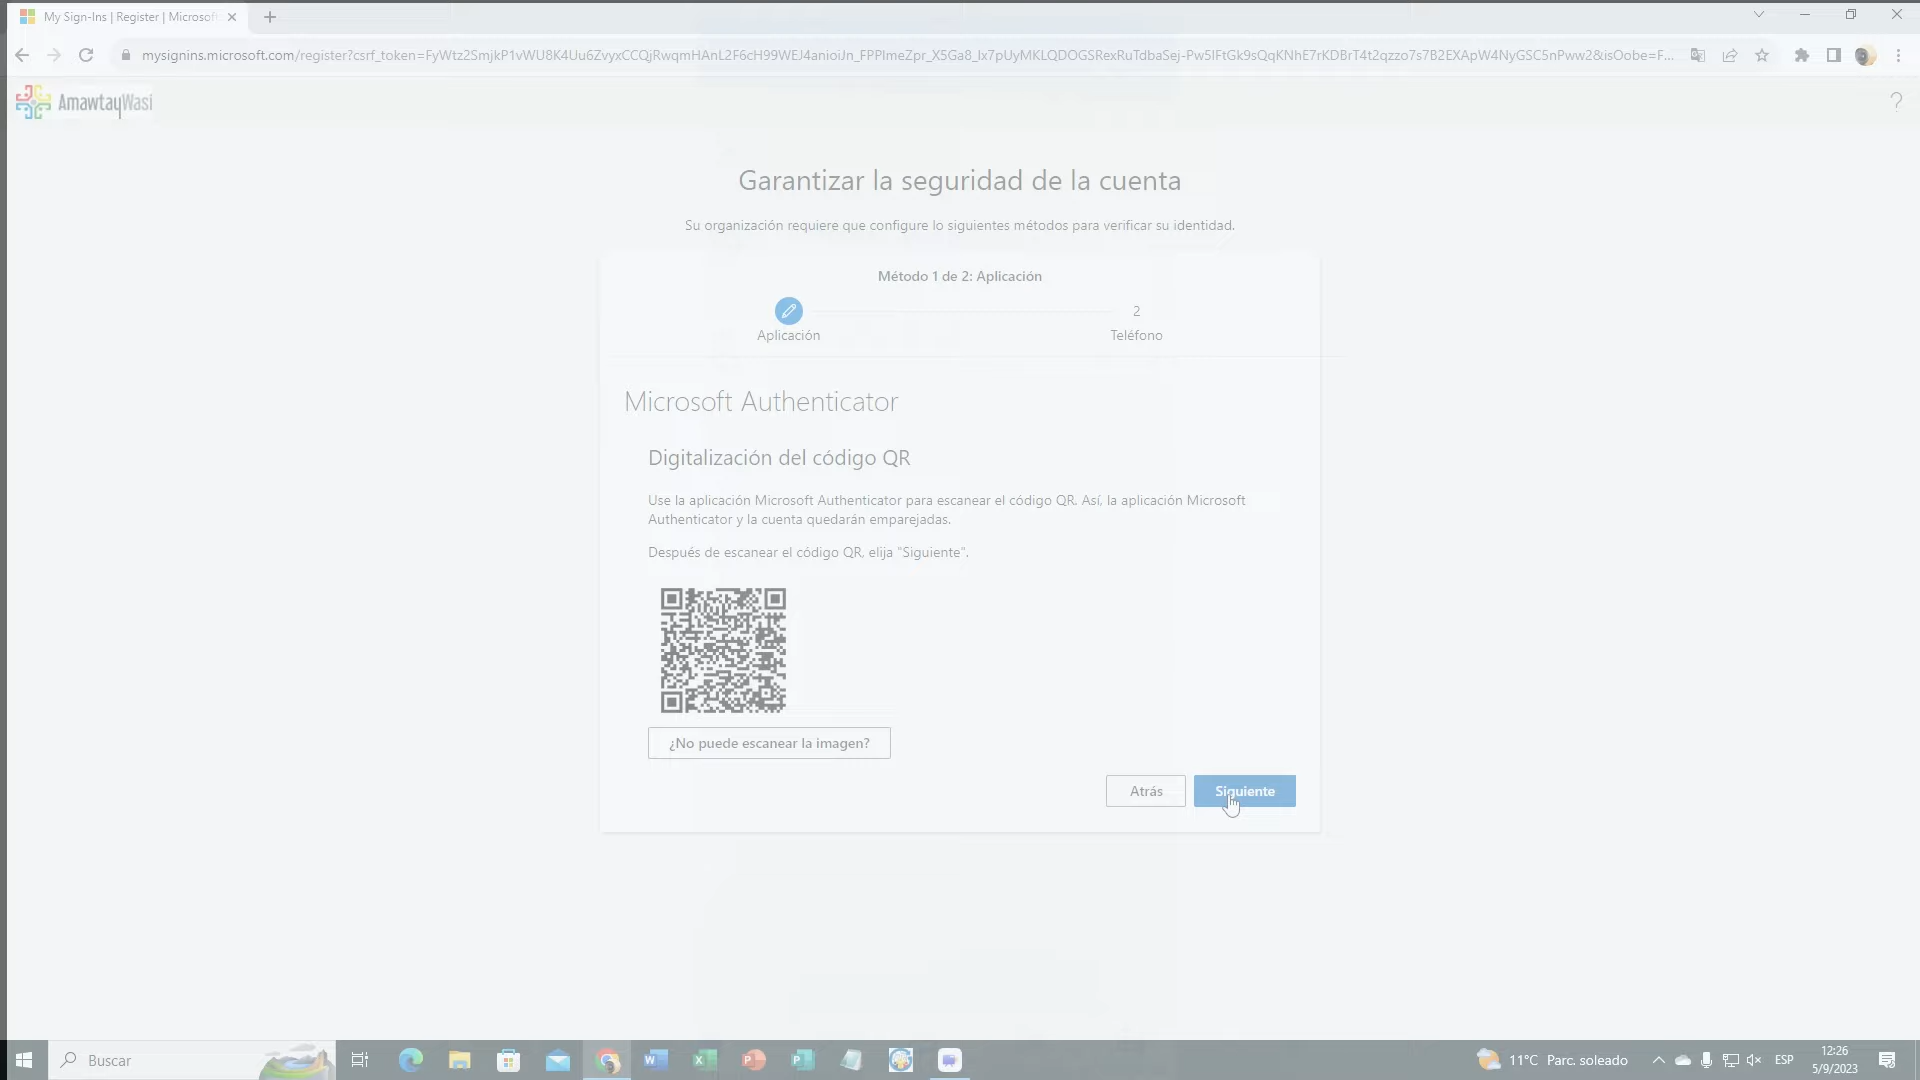 My Sign-Ins | Register | Microsoft
mysignins.microsoft.com/register?csrf_token=
AmawtayWasi
?
Garantizar la seguridad de la cuenta
Su organización requiere que configure lo siguientes métodos para verificar su identidad.
Método 1 de 2: Aplicación
2
Aplicación
Teléfono
Microsoft Authenticator
Digitalización del código QR
Use la aplicación Microsoft Authenticator para escanear el código QR. Así, la aplicación Microsoft
Authenticator y la cuenta quedarán emparejadas.
Después de escanear el código QR, elija "Siguiente".
¿No puede escanear la imagen?
Atrás
Siguiente
Buscar
11°C Parc. soleado
ESP
12:26
5/9/2023